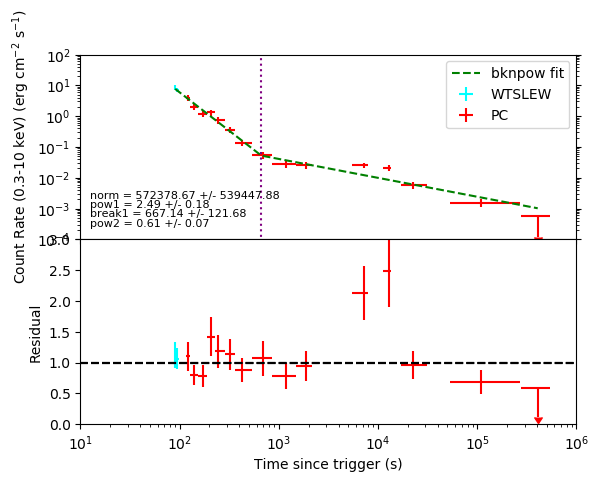 Count Rate (0.3-10 keV) (erg cm⁻² s⁻¹)
10²
10¹
10⁰
10⁻¹
10⁻²
10⁻³
10⁻⁴
bknpow fit
WTSLEW
PC
norm = 572378.67 +/- 539447.88
pow1 = 2.49 +/- 0.18
break1 = 667.14 +/- 121.68
pow2 = 0.61 +/- 0.07
Residual
3.0
2.5
2.0
1.5
1.0
0.5
0.0
10¹ 10² 10³ 10⁴ 10⁵ 10⁶
Time since trigger (s)